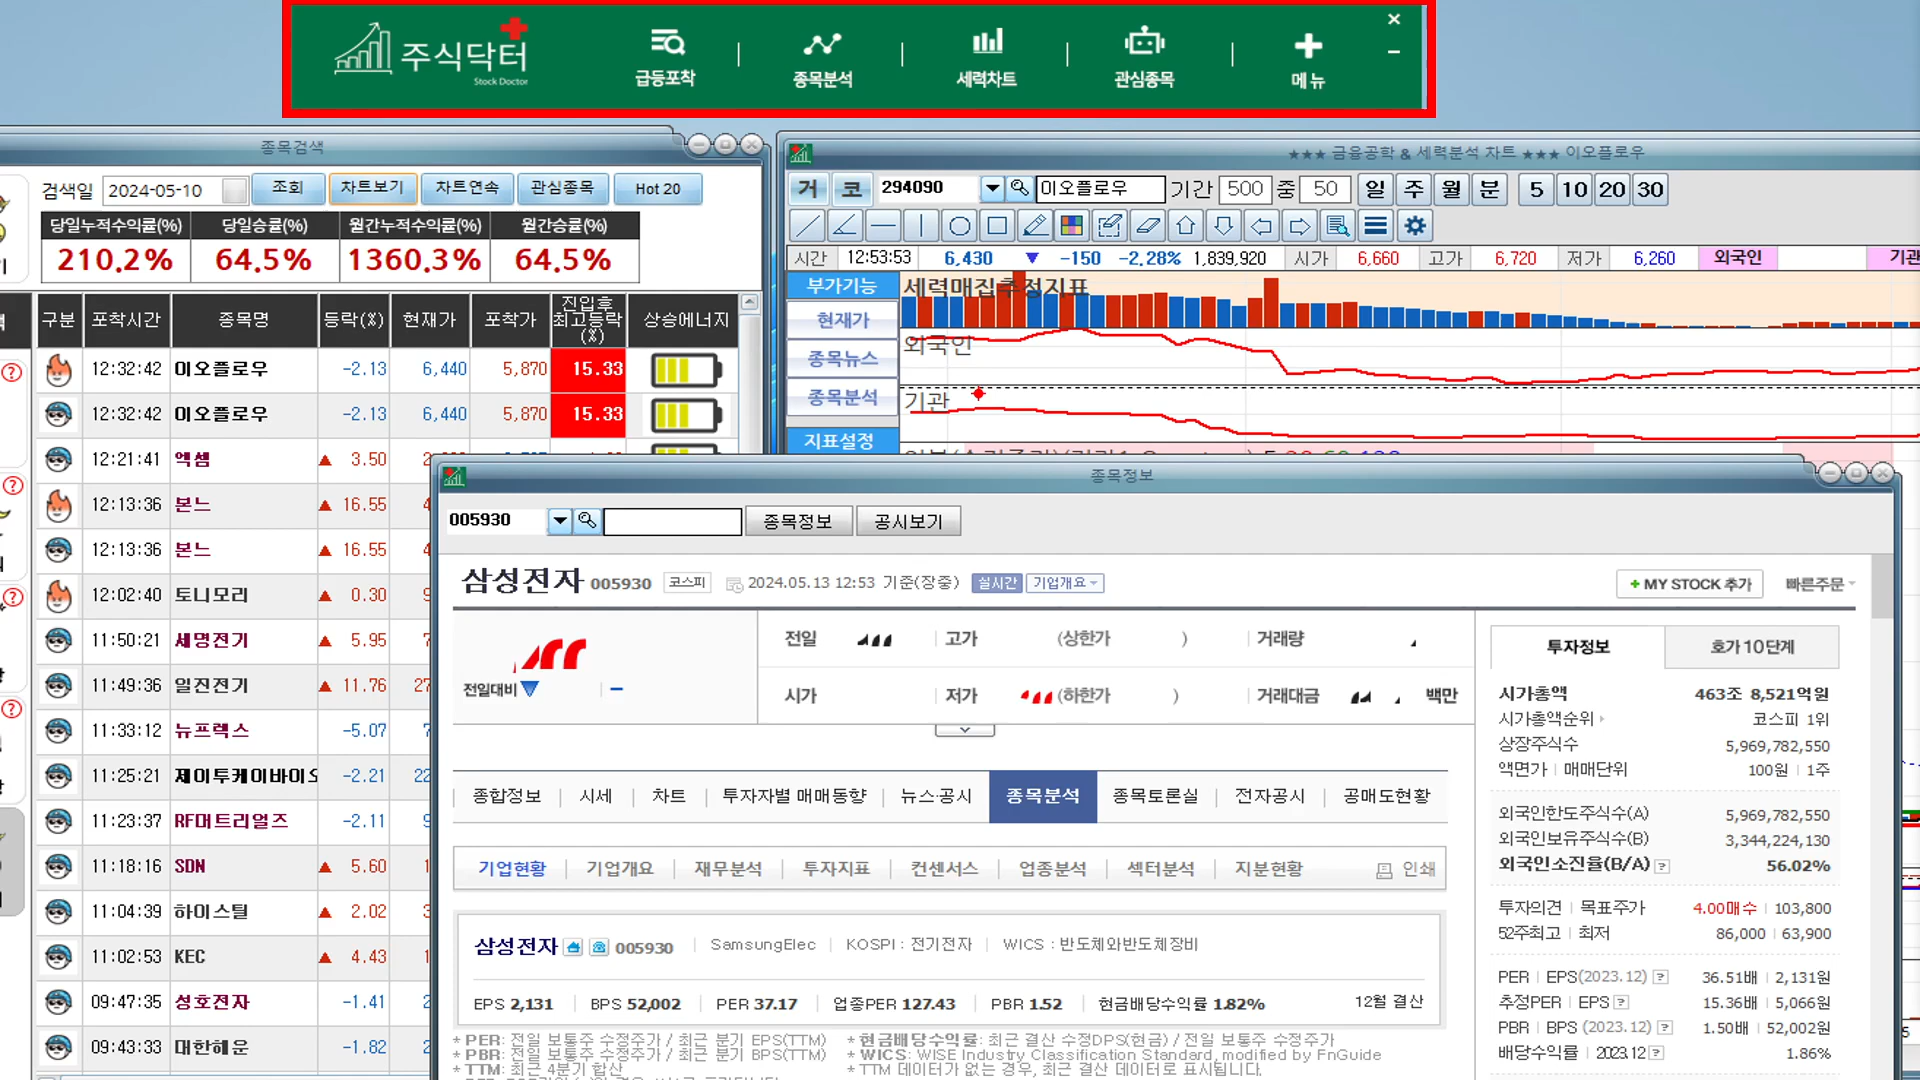 주식닥터
Stock Doctor
급등포착
종목분석
세력차트
관심종목
메뉴
종목검색
검색일 2024-05-10 조회 차트보기 차트연속 관심종목 Hot 20
당일누적수익률(%) 당일승률(%) 월간누적수익률(%) 월간승률(%)
210.2% 64.5% 1360.3% 64.5%
구분 포착시간 종목명 등락(%) 현재가 포착가 진입후 최고등락 (%) 상승에너지
12:32:42 이오플로우 -2.13 6,440 5,870 15.33
12:32:42 이오플로우 -2.13 6,440 5,870 15.33
12:21:41 엑셈 ▲ 3.50
12:13:36 본느 ▲ 16.55
12:13:36 본느 ▲ 16.55
12:02:40 토니모리 ▲ 0.30
11:50:21 세명전기 ▲ 5.95
11:49:36 일진전기 ▲ 11.76
11:33:12 뉴프렉스 -5.07
11:25:21 제이투케이바이오 -2.21
11:23:37 RF머트리얼즈 -2.11
11:18:16 SDN ▲ 5.60
11:04:39 하이스틸 ▲ 2.02
11:02:53 KEC ▲ 4.43
09:47:35 성호전자 -1.41
09:43:33 대한해운 -1.82
★★★ 금융공학 & 세력분석 차트 ★★★ 이오플로우
거 코 294090 이오플로우 기간 500 중 50 일 주 월 분 5 10 20 30
시간 12:53:53 6,430 ▼ -150 -2.28% 1,839,920 시가 6,660 고가 6,720 저가 6,260 외국인 기관
부가기능
현재가
종목뉴스
종목분석
지표설정
세력매집추정지표
외국인
기관
종목정보
005930 종목정보 공시보기
삼성전자 005930 코스피 2024.05.13 12:53 기준(장중) 실시간 기업개요
+ MY STOCK 추가 빠른주문
전일대비 ▼
전일 고가 (상한가 ) 거래량
시가 저가 (하한가 ) 거래대금 백만
종합정보 시세 차트 투자자별 매매동향 뉴스·공시 종목분석 종목토론실 전자공시 공매도현황
기업현황 기업개요 재무분석 투자지표 컨센서스 업종분석 섹터분석 지분현황 인쇄
삼성전자 005930 SamsungElec KOSPI : 전기전자 WICS : 반도체와반도체장비
EPS 2,131 BPS 52,002 PER 37.17 업종PER 127.43 PBR 1.52 현금배당수익률 1.82% 12월 결산
* PER: 전일 보통주 수정주가 / 최근 분기 EPS(TTM) * 현금배당수익률: 최근 결산 수정DPS(현금) / 전일 보통주 수정주가
* PBR: 전일 보통주 수정주가 / 최근 분기 BPS(TTM) * WICS: WISE Industry Classification Standard, modified by FnGuide
* TTM: 최근 4분기 합산 * TTM 데이터가 없는 경우, 최근 결산 데이터로 표시됩니다.
투자정보 호가 10단계
시가총액 463조 8,521억원
시가총액순위 코스피 1위
상장주식수 5,969,782,550
액면가 | 매매단위 100원 | 1주
외국인한도주식수(A) 5,969,782,550
외국인보유주식수(B) 3,344,224,130
외국인소진율(B/A) ? 56.02%
투자의견 | 목표주가 4.00매수 | 103,800
52주최고 | 최저 86,000 | 63,900
PER | EPS(2023.12) ? 36.51배 | 2,131원
추정PER | EPS ? 15.36배 | 5,066원
PBR | BPS (2023.12) ? 1.50배 | 52,002원
배당수익률 | 2023.12 ? 1.86%